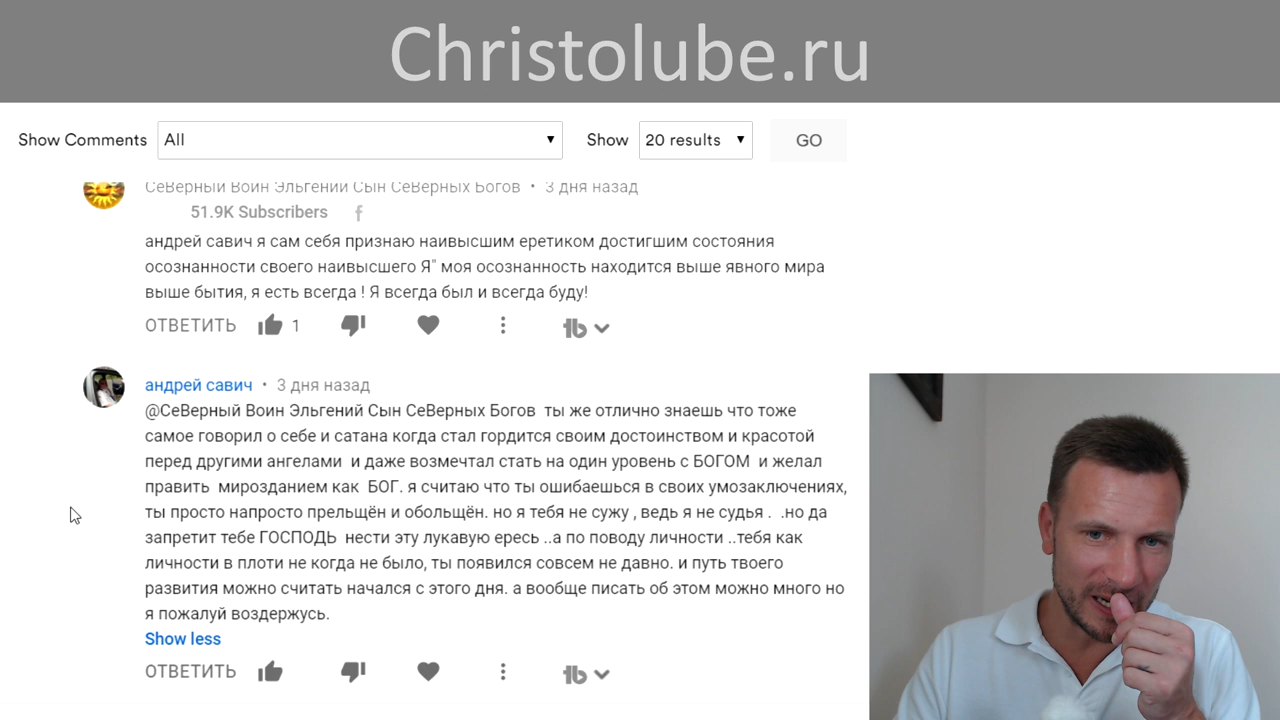 Christolube.ru
Show Comments All ▼ Show 20 results ▼ GO
СеВерный Воин Эльгений Сын СеВерных Богов • 3 дня назад
51.9K Subscribers f
андрей савич я сам себя признаю наивысшим еретиком достигшим состояния
осознанности своего наивысшего Я" моя осознанность находится выше явного мира
выше бытия, я есть всегда ! Я всегда был и всегда буду!
ОТВЕТИТЬ 1 tb
андрей савич • 3 дня назад
@СеВерный Воин Эльгений Сын СеВерных Богов ты же отлично знаешь что тоже
самое говорил о себе и сатана когда стал гордится своим достоинством и красотой
перед другими ангелами и даже возмечтал стать на один уровень с БОГОМ и желал
править мирозданием как БОГ. я считаю что ты ошибаешься в своих умозаключениях,
ты просто напросто прельщён и обольщён. но я тебя не сужу , ведь я не судья . .но да
запретит тебе ГОСПОДЬ нести эту лукавую ересь ..а по поводу личности ..тебя как
личности в плоти не когда не было, ты появился совсем не давно. и путь твоего
развития можно считать начался с этого дня. а вообще писать об этом можно много но
я пожалуй воздержусь.
Show less
ОТВЕТИТЬ tb